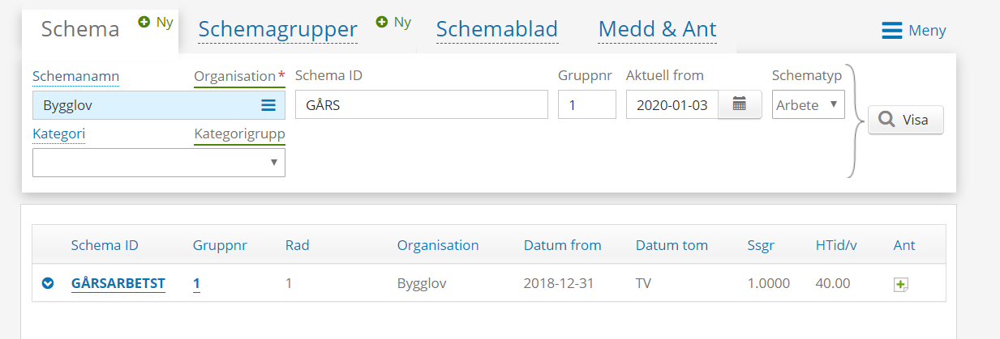 Schema Ny Schemagrupper Ny Schemablad Medd & Ant Meny
Schemanamn Organisation* Schema ID Gruppnr Aktuell from Schematyp
Bygglov GÅRS 1 2020-01-03 Arbete Visa
Kategori Kategorigrupp
Schema ID Gruppnr Rad Organisation Datum from Datum tom Ssgr HTid/v Ant
GÅRSARBETST 1 1 Bygglov 2018-12-31 TV 1.0000 40.00